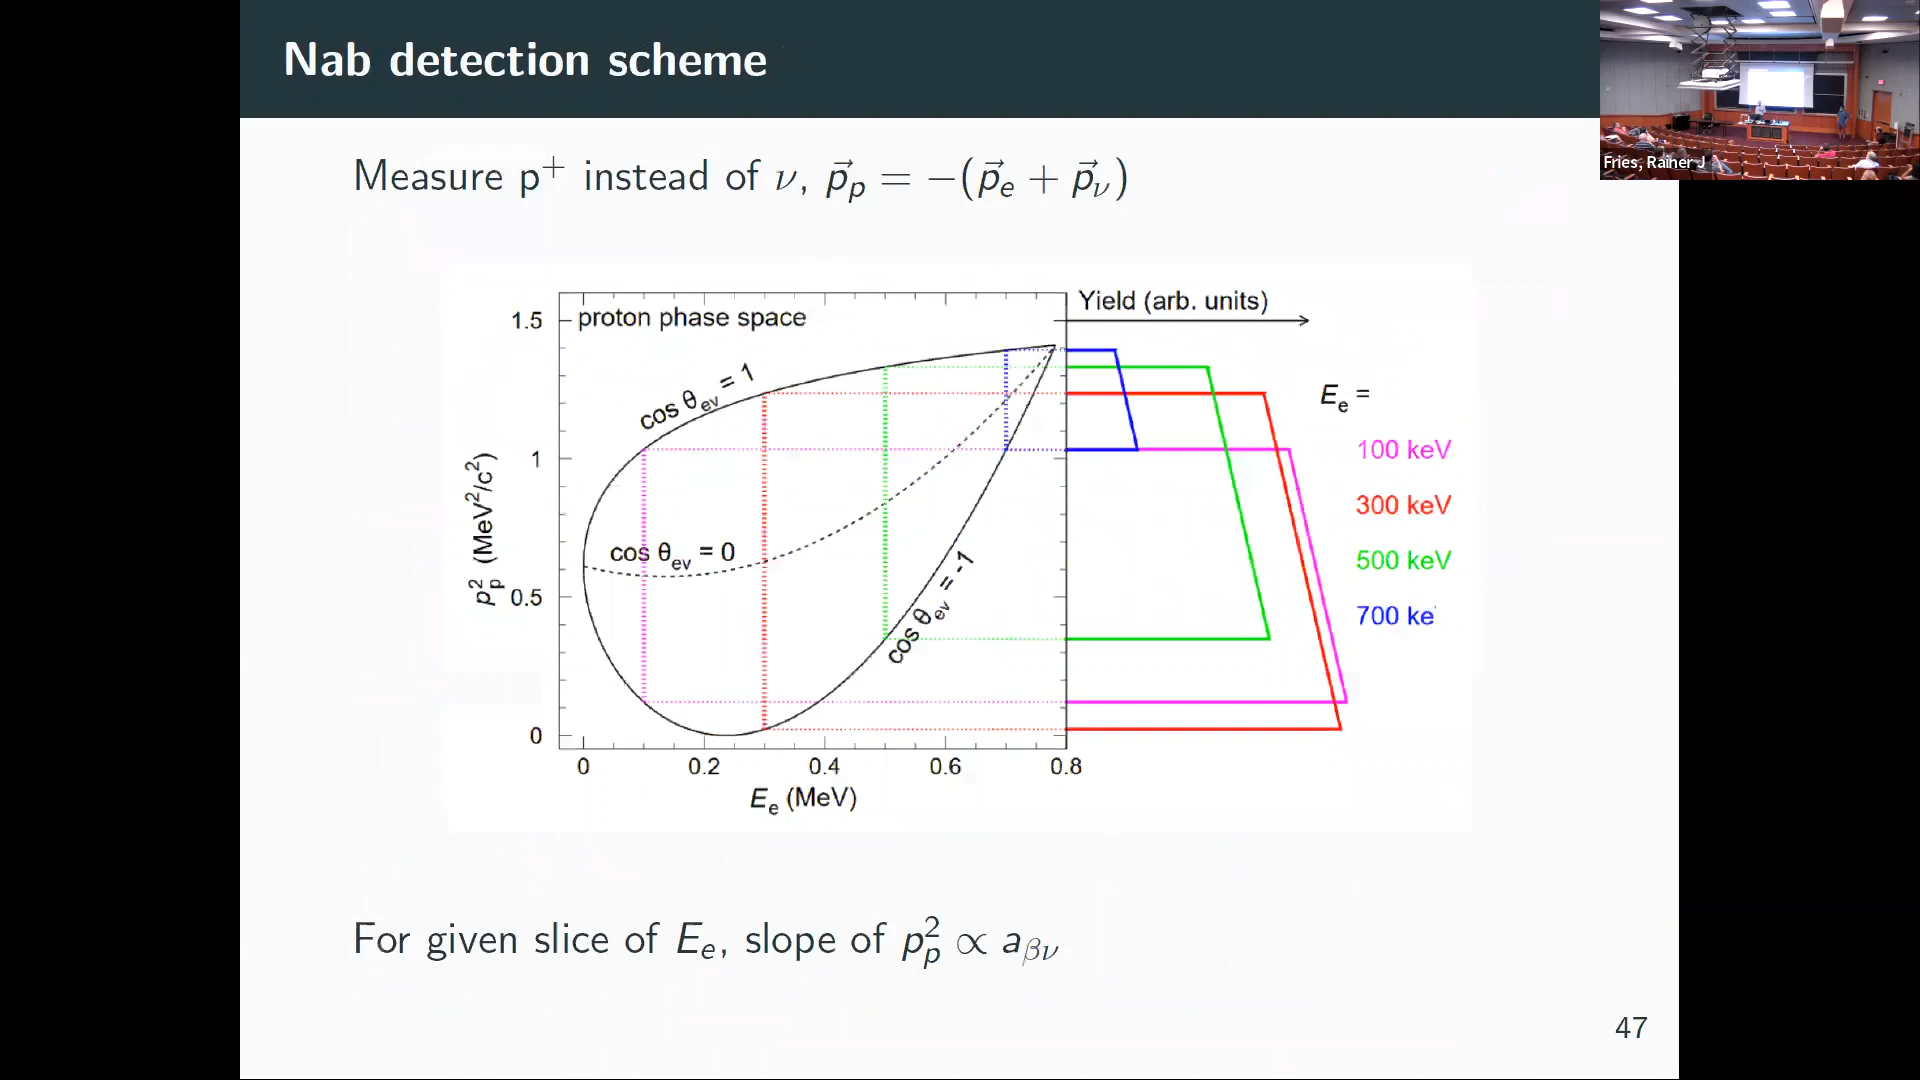 Nab detection scheme
Fries, Rainer J
Measure p⁺ instead of ν, p⃗ₚ = −(p⃗ₑ + p⃗ᵥ)
proton phase space
Yield (arb. units)
1.5
1
0.5
0
pₚ² (MeV²/c²)
cos θₑᵥ = 1
cos θₑᵥ = 0
cos θₑᵥ = -1
0 0.2 0.4 0.6 0.8
Eₑ (MeV)
Eₑ =
100 keV
300 keV
500 keV
700 ke
For given slice of Eₑ, slope of pₚ² ∝ a_βν
47